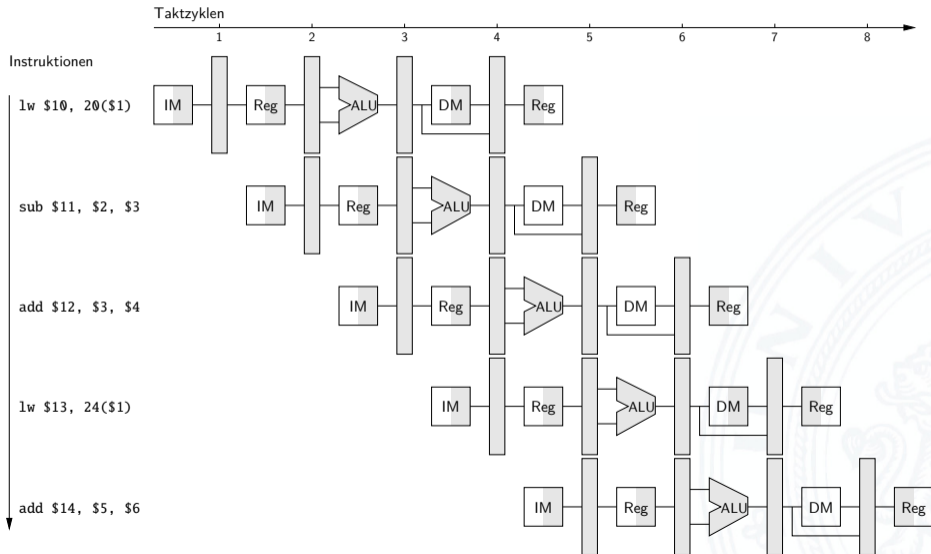 Taktzyklen
1 2 3 4 5 6 7 8
Instruktionen
lw $10, 20($1) IM Reg ALU DM Reg
sub $11, $2, $3 IM Reg ALU DM Reg
add $12, $3, $4 IM Reg ALU DM Reg
lw $13, 24($1) IM Reg ALU DM Reg
add $14, $5, $6 IM Reg ALU DM Reg